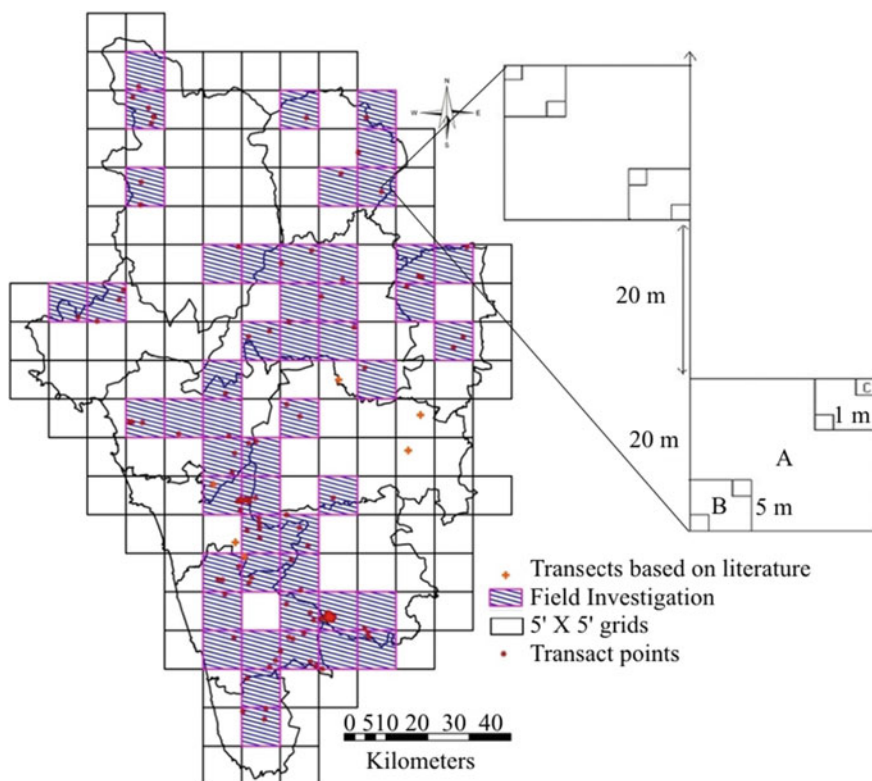 N
W E
S
20 m
20 m
C
1 m
A
B
5 m
Transects based on literature
Field Investigation
5' X 5' grids
Transact points
0 5 10 20 30 40
Kilometers